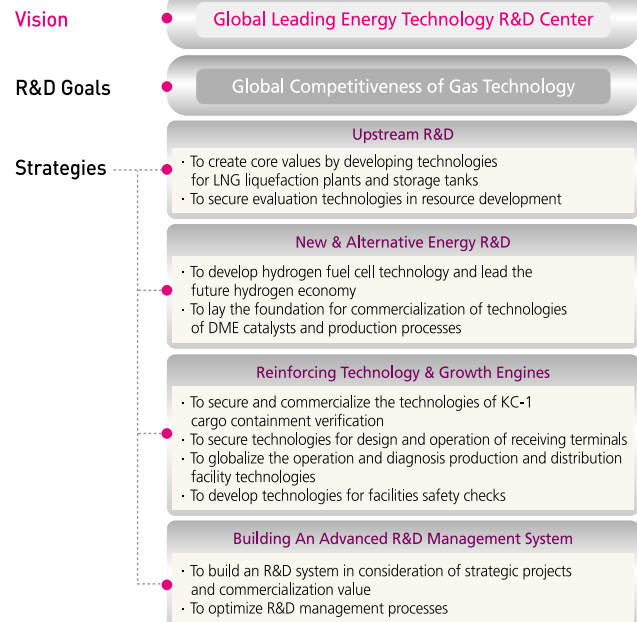 Vision
Global Leading Energy Technology R&D Center
R&D Goals
Global Competitiveness of Gas Technology
Strategies
Upstream R&D
· To create core values by developing technologies
for LNG liquefaction plants and storage tanks
· To secure evaluation technologies in resource development
New & Alternative Energy R&D
· To develop hydrogen fuel cell technology and lead the
future hydrogen economy
· To lay the foundation for commercialization of technologies
of DME catalysts and production processes
Reinforcing Technology & Growth Engines
· To secure and commercialize the technologies of KC-1
cargo containment verification
· To secure technologies for design and operation of receiving terminals
· To globalize the operation and diagnosis production and distribution
facility technologies
· To develop technologies for facilities safety checks
Building An Advanced R&D Management System
· To build an R&D system in consideration of strategic projects
and commercialization value
· To optimize R&D management processes